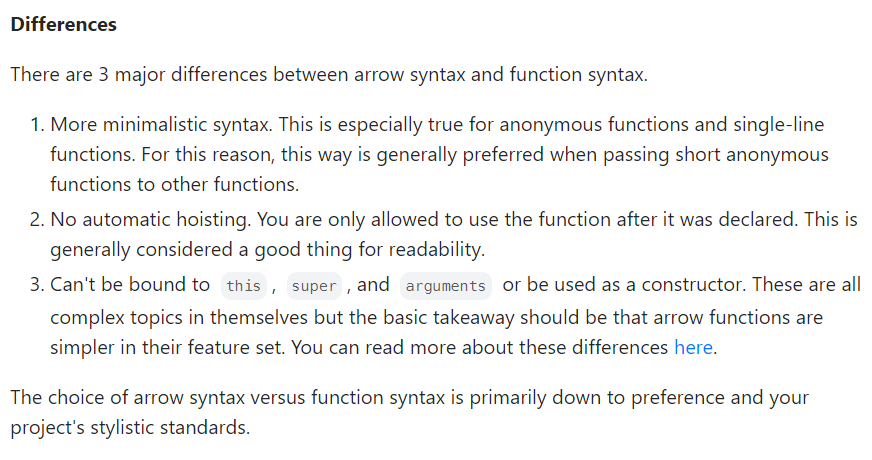 Differences
There are 3 major differences between arrow syntax and function syntax.
1. More minimalistic syntax. This is especially true for anonymous functions and single-line
functions. For this reason, this way is generally preferred when passing short anonymous
functions to other functions.
2. No automatic hoisting. You are only allowed to use the function after it was declared. This is
generally considered a good thing for readability.
3. Can't be bound to this, super, and arguments or be used as a constructor. These are all
complex topics in themselves but the basic takeaway should be that arrow functions are
simpler in their feature set. You can read more about these differences here.
The choice of arrow syntax versus function syntax is primarily down to preference and your
project's stylistic standards.